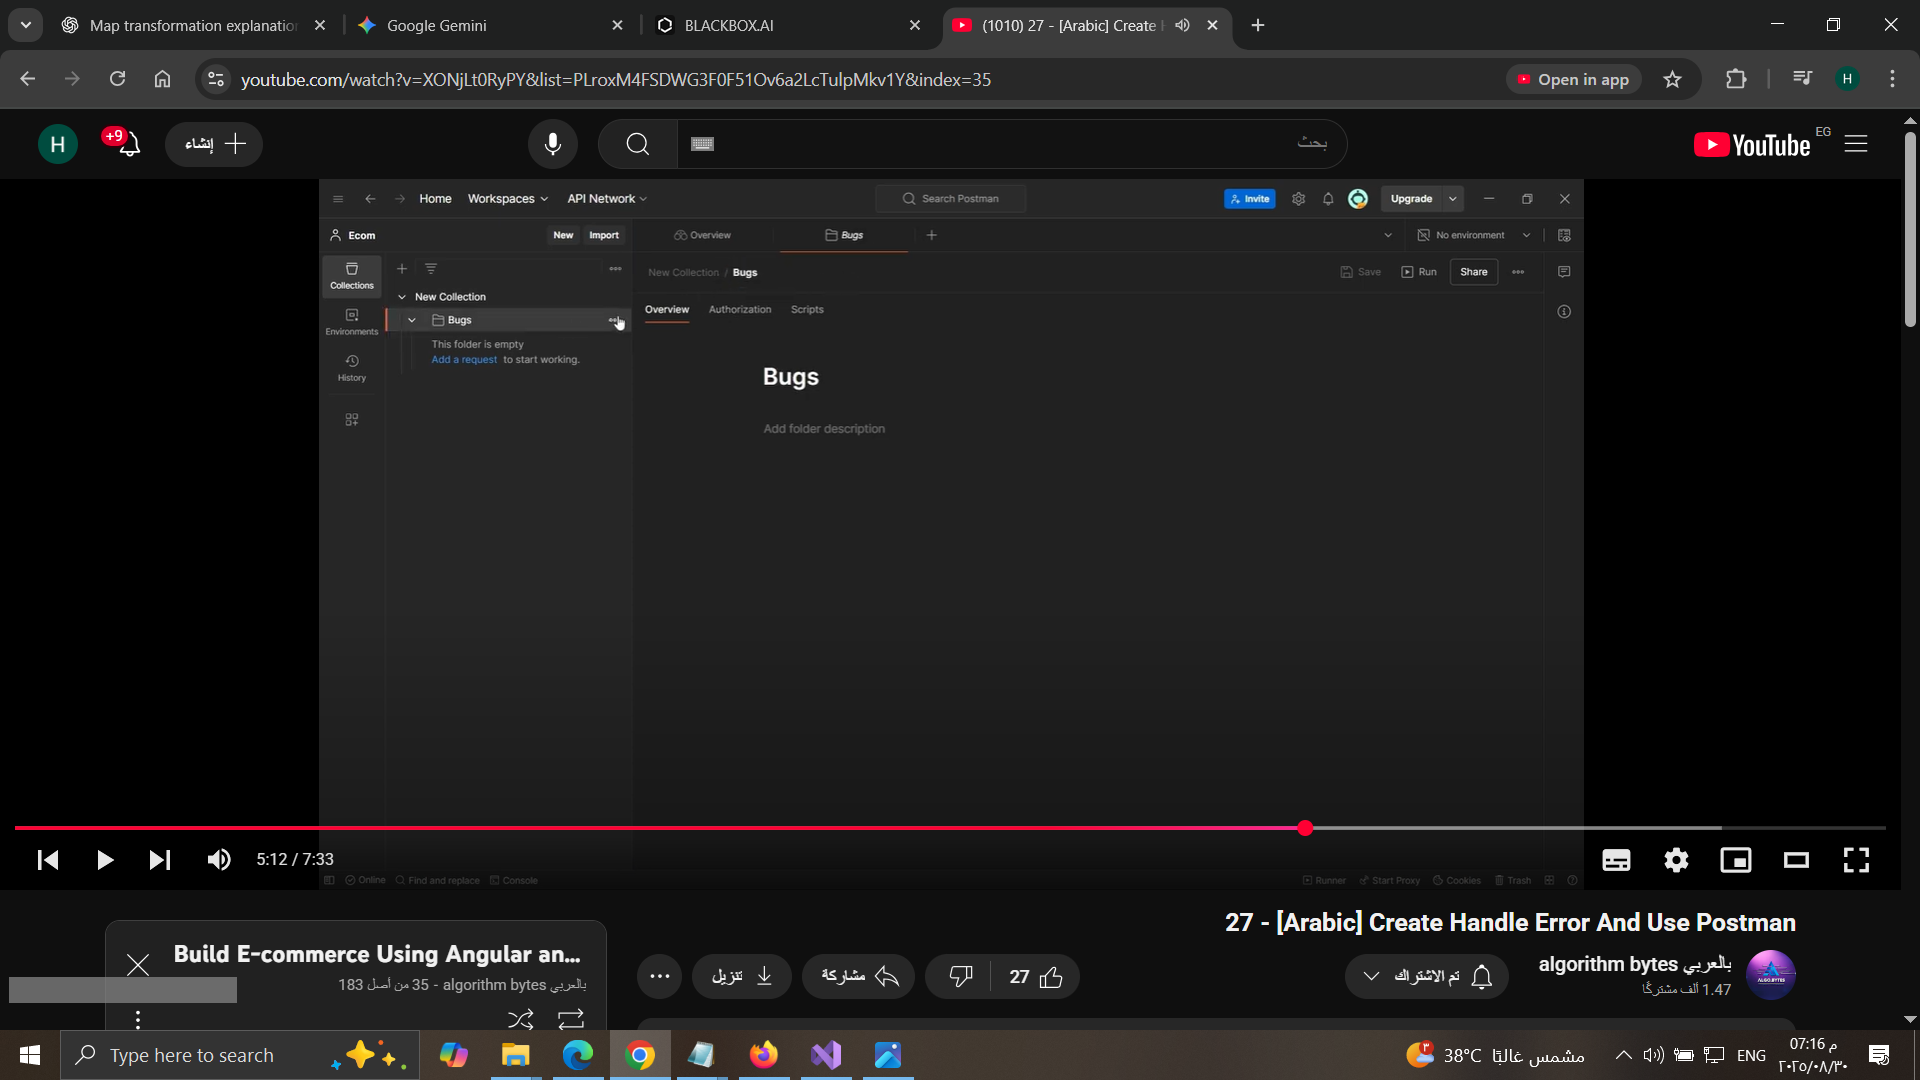 Map transformation explanation
Google Gemini
BLACKBOX.AI
(1010) 27 - [Arabic] Create H
youtube.com/watch?v=XONjLt0RyPY&list=PLroxM4FSDWG3F0F51Ov6a2LcTulpMkv1Y&index=35
Open in app
H
H
9+
إنشاء
بحث
YouTube
EG
Home
Workspaces
API Network
Search Postman
Invite
Upgrade
Ecom
New
Import
Overview
Bugs
No environment
Collections
New Collection / Bugs
Save
Run
Share
New Collection
Environments
Bugs
Overview
Authorization
Scripts
This folder is empty
Add a request to start working.
History
Bugs
Add folder description
5:12 / 7:33
Online
Find and replace
Console
Runner
Start Proxy
Cookies
Trash
27 - [Arabic] Create Handle Error And Use Postman
Build E-commerce Using Angular an...
algorithm bytes بالعربي - 35 من أصل 183
تنزيل
مشاركة
27
تم الاشتراك
algorithm bytes بالعربي
1.47 ألف مشترك
ALGO BYTES
Type here to search
٣
38°C مشمس غالبًا
ENG
07:16 م
٢٠٢٥/٠٨/٣٠